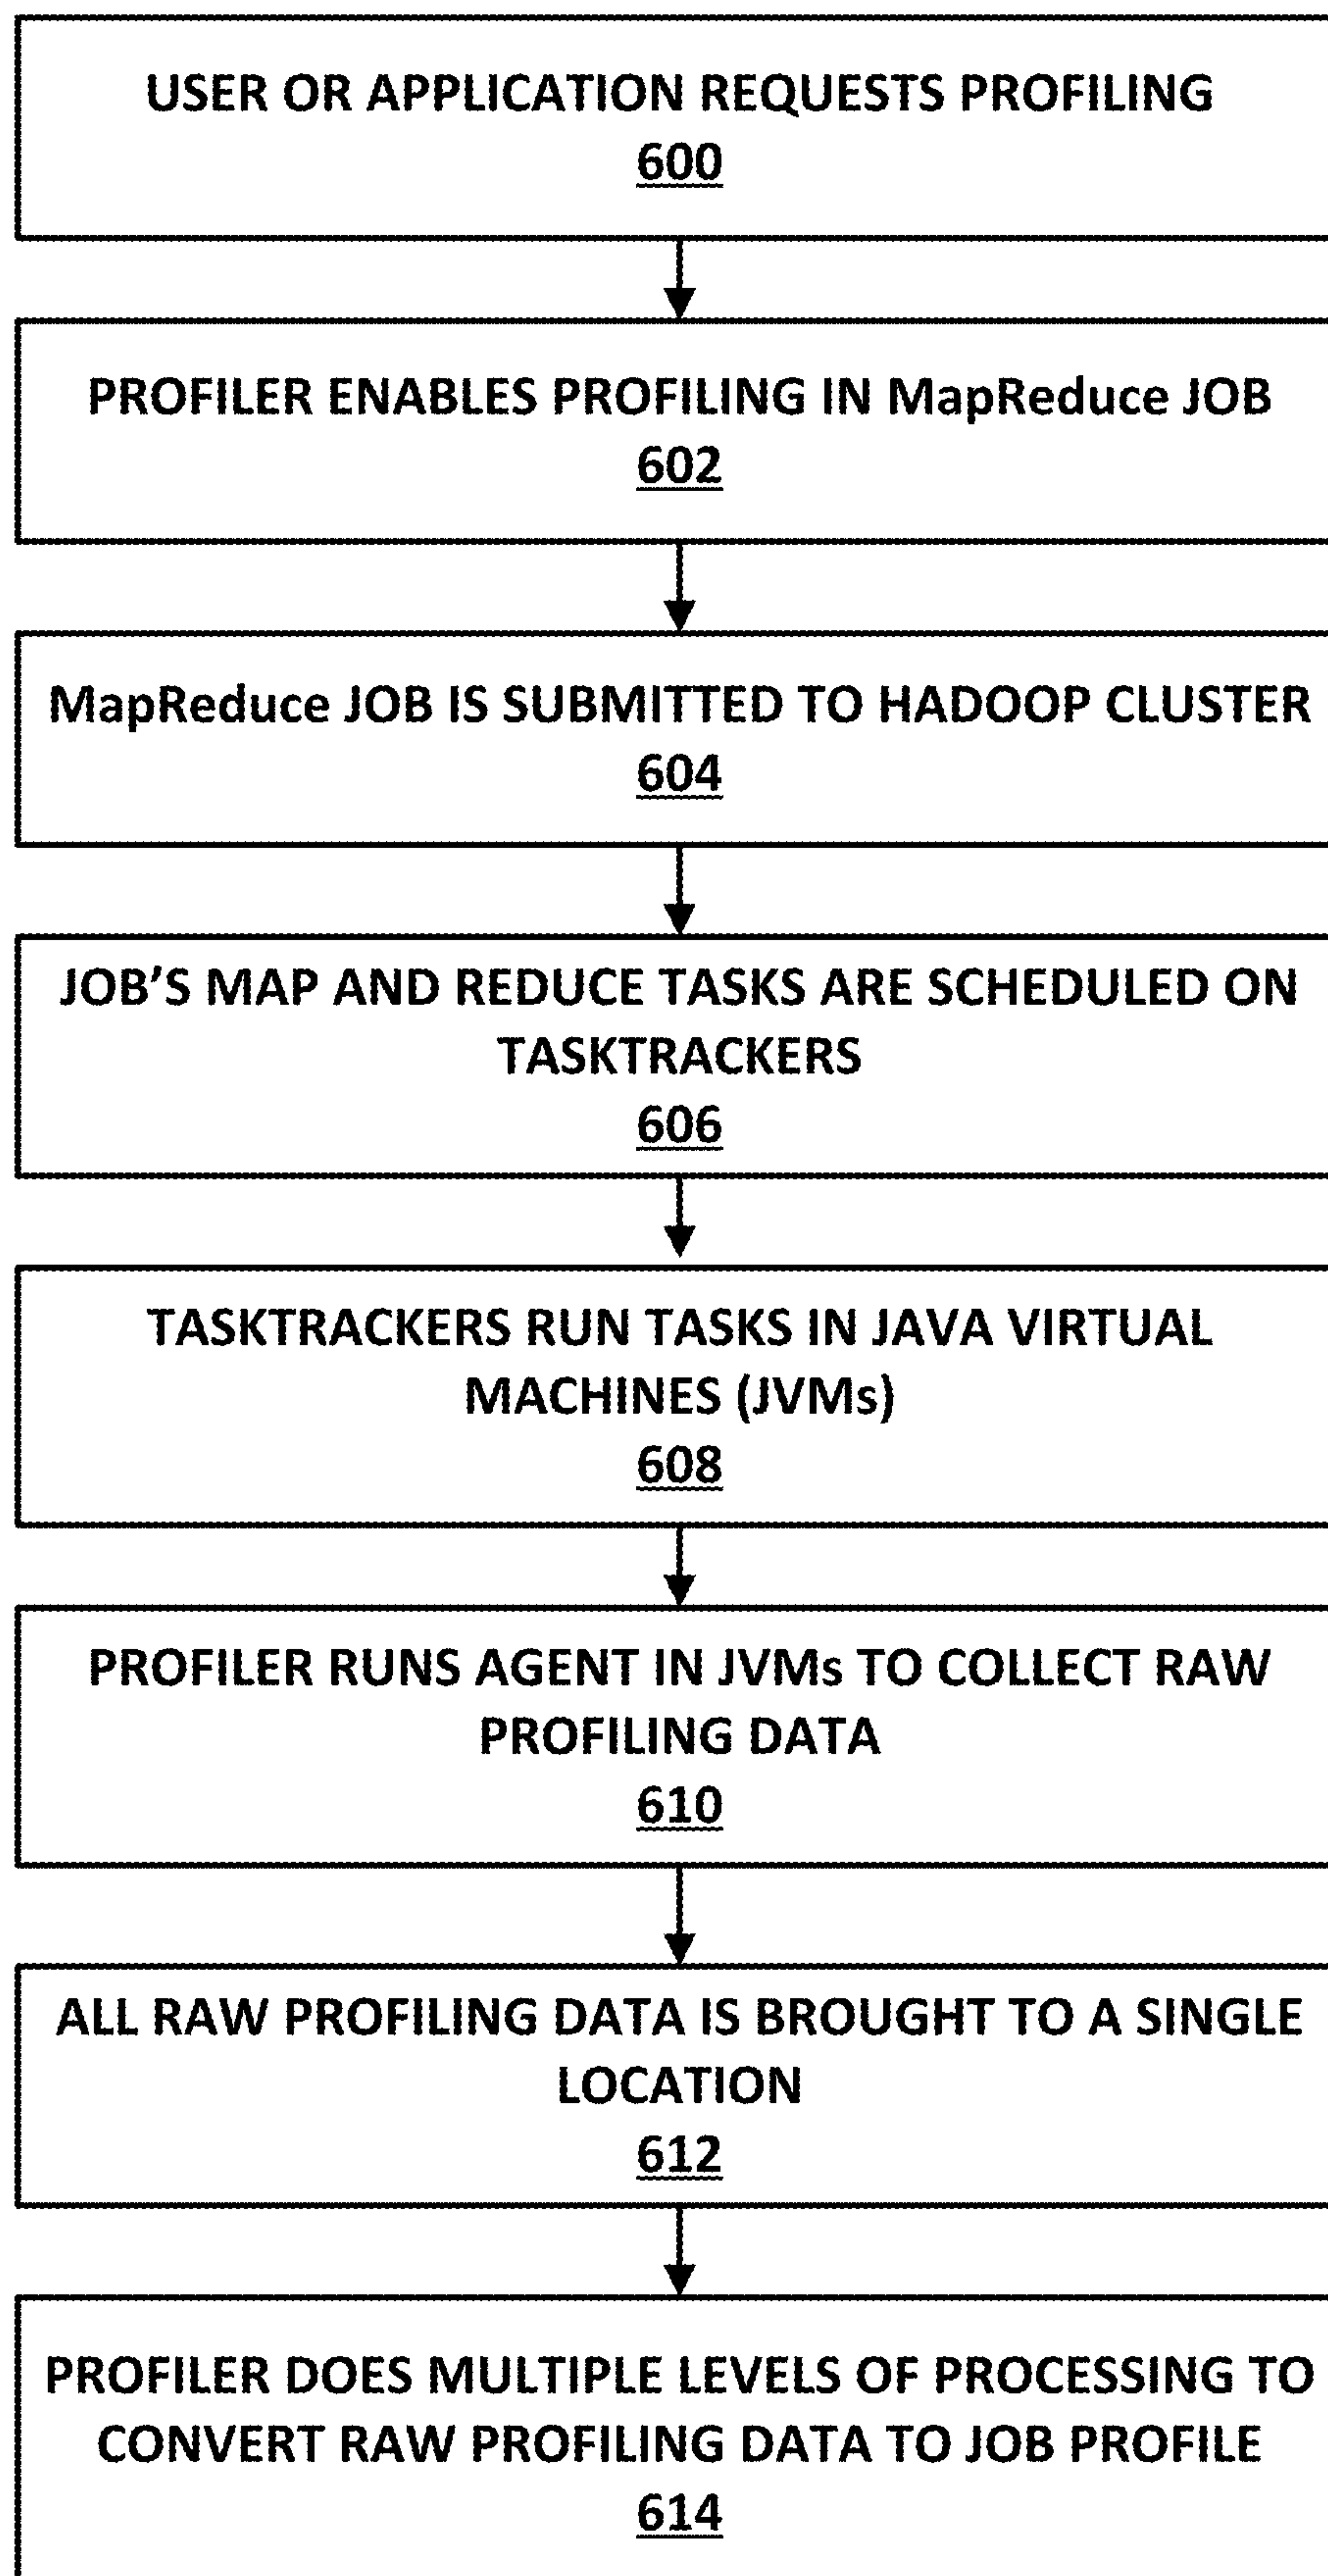 USER OR APPLICATION REQUESTS PROFILING
600
PROFILER ENABLES PROFILING IN MapReduce JOB
602
MapReduce JOB IS SUBMITTED TO HADOOP CLUSTER
604
JOB’S MAP AND REDUCE TASKS ARE SCHEDULED ON
TASKTRACKERS
606
TASKTRACKERS RUN TASKS IN JAVA VIRTUAL
MACHINES (JVMs)
608
PROFILER RUNS AGENT IN JVMs TO COLLECT RAW
PROFILING DATA
610
ALL RAW PROFILING DATA IS BROUGHT TO A SINGLE
LOCATION
612
PROFILER DOES MULTIPLE LEVELS OF PROCESSING TO
CONVERT RAW PROFILING DATA TO JOB PROFILE
614